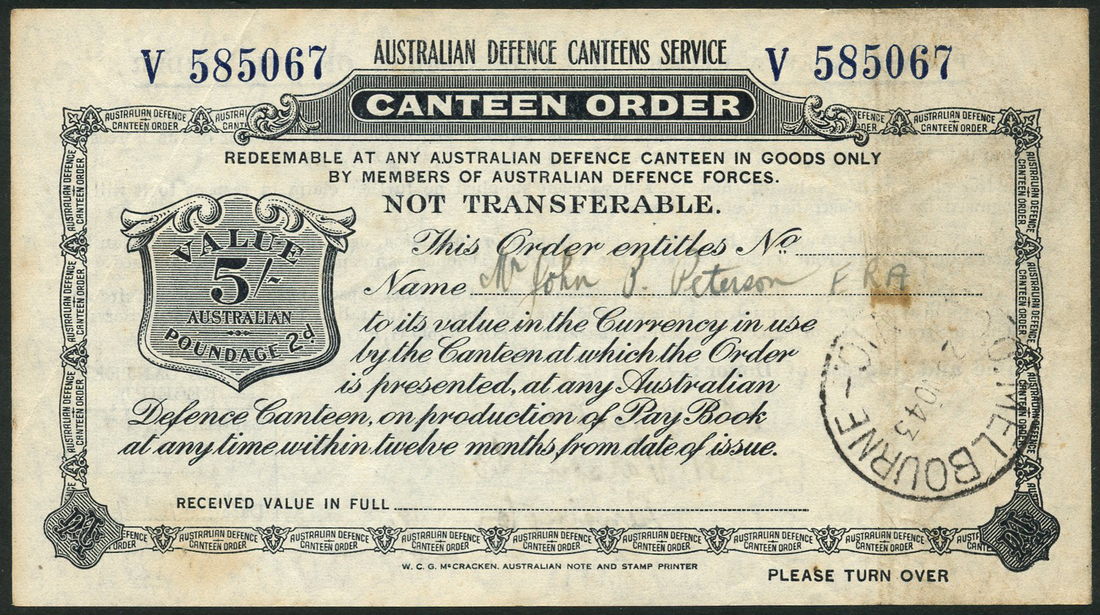 V 585067 AUSTRALIAN DEFENCE CANTEENS SERVICE V 585067
CANTEEN ORDER
REDEEMABLE AT ANY AUSTRALIAN DEFENCE CANTEEN IN GOODS ONLY
BY MEMBERS OF AUSTRALIAN DEFENCE FORCES.
NOT TRANSFERABLE.
VALUE
5/-
AUSTRALIAN
POUNDAGE 2d
This Order entitles No
Name Mr John Peterson
to its value in the Currency in use
by the Canteen at which the Order
is presented, at any Australian
Defence Canteen, on production of Pay Book
at any time within twelve months from date of issue.
MELBOURNE
RECEIVED VALUE IN FULL
AUSTRALIAN DEFENCE CANTEEN ORDER
W. C. G. McCRACKEN. AUSTRALIAN NOTE AND STAMP PRINTER
PLEASE TURN OVER